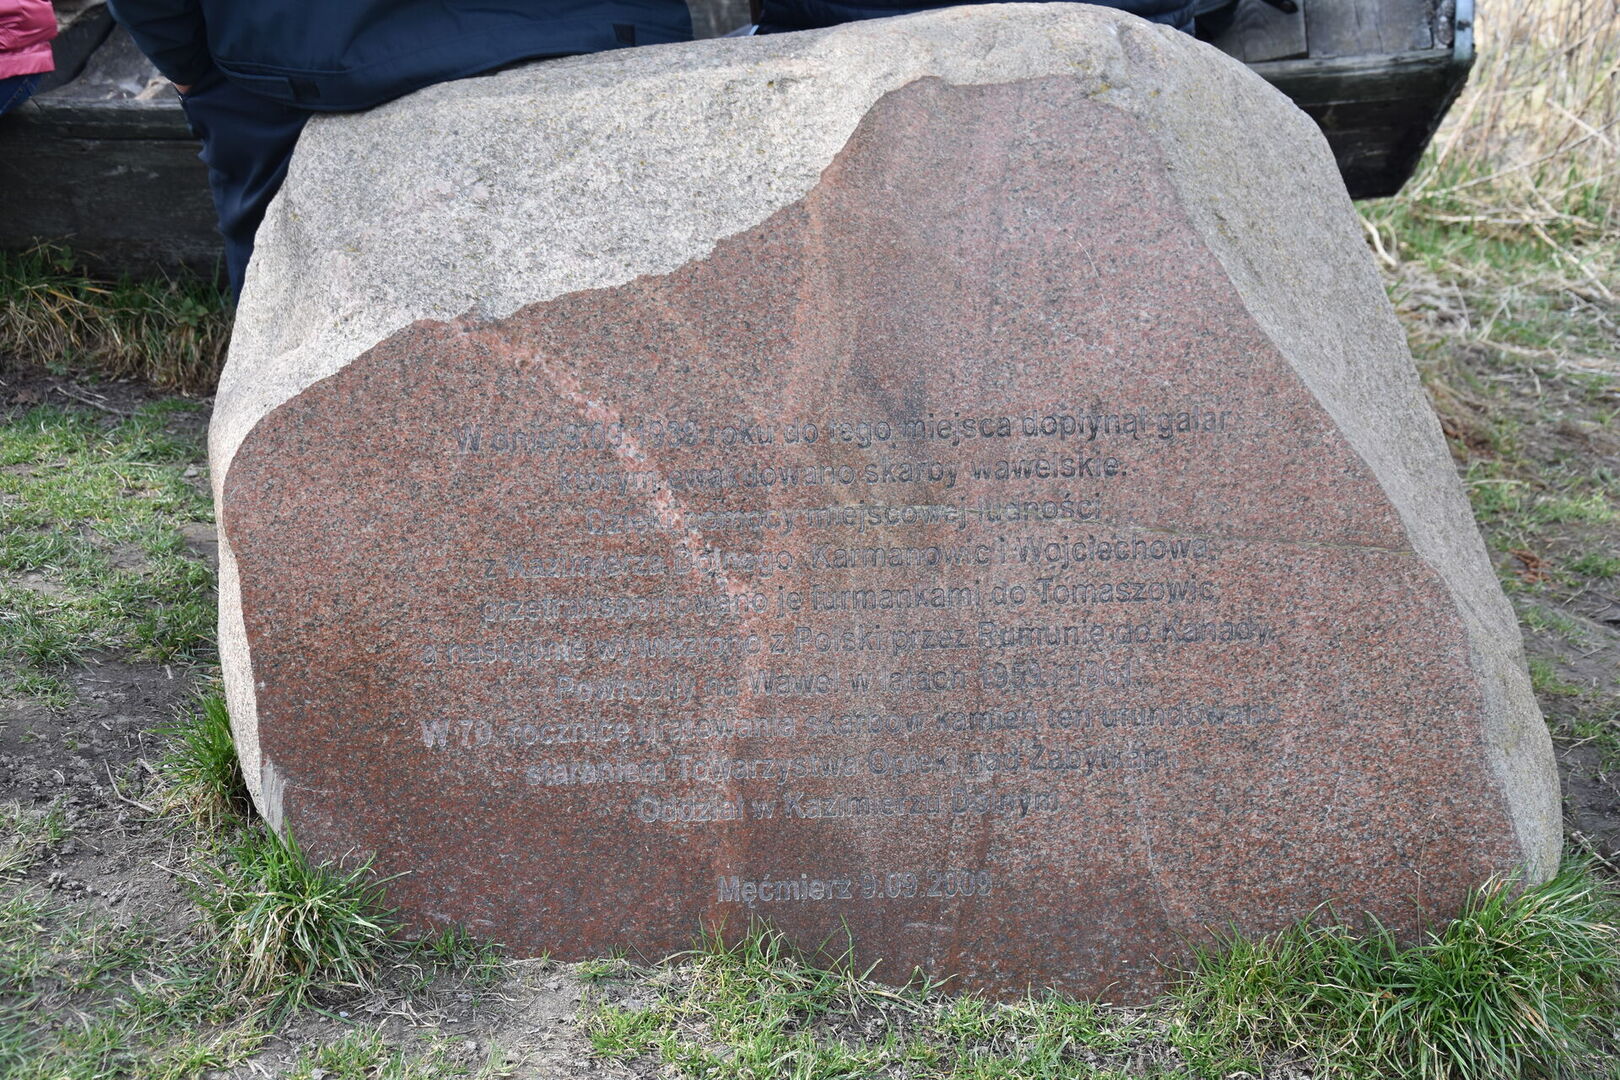 W dniu 9.09.1939 roku do tego miejsca dopłynął galar,
którym ewakuowano skarby wawelskie.
Dzięki pomocy miejscowej ludności
z Kazimierza Dolnego, Karmanowic i Wojciechowa,
przetransportowano je furmankami do Tomaszowic,
a następnie wywieziono z Polski przez Rumunię do Kanady.
Powróciły na Wawel w latach 1959 i 1961.
W 70. rocznicę uratowania skarbów kamień ten ufundowano
staraniem Towarzystwa Opieki nad Zabytkami
Oddział w Kazimierzu Dolnym
Męćmierz 9.09.2009